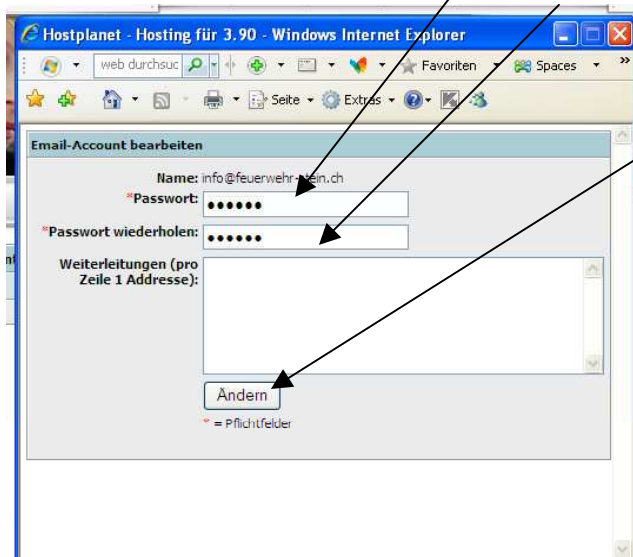 Hostplanet - Hosting für 3.90 - Windows Internet Explorer
web durchsuc Favoriten Spaces »
Seite Extras
Email-Account bearbeiten
Name: info@feuerwehr-stein.ch
*Passwort: ●●●●●●
*Passwort wiederholen: ●●●●●●
Weiterleitungen (pro
Zeile 1 Addresse):
Ändern
* = Pflichtfelder